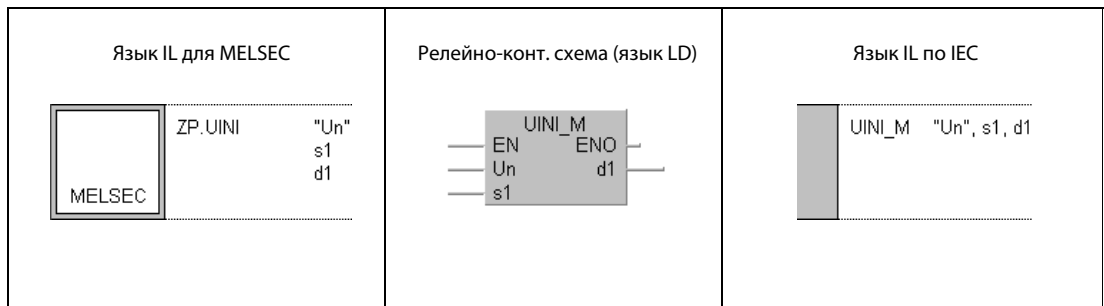 Язык IL для MELSEC
Релейно-конт. схема (язык LD)
Язык IL по IEC
MELSEC
ZP.UINI "Un"
s1
d1
UINI_M
EN ENO
Un d1
s1
UINI_M "Un", s1, d1